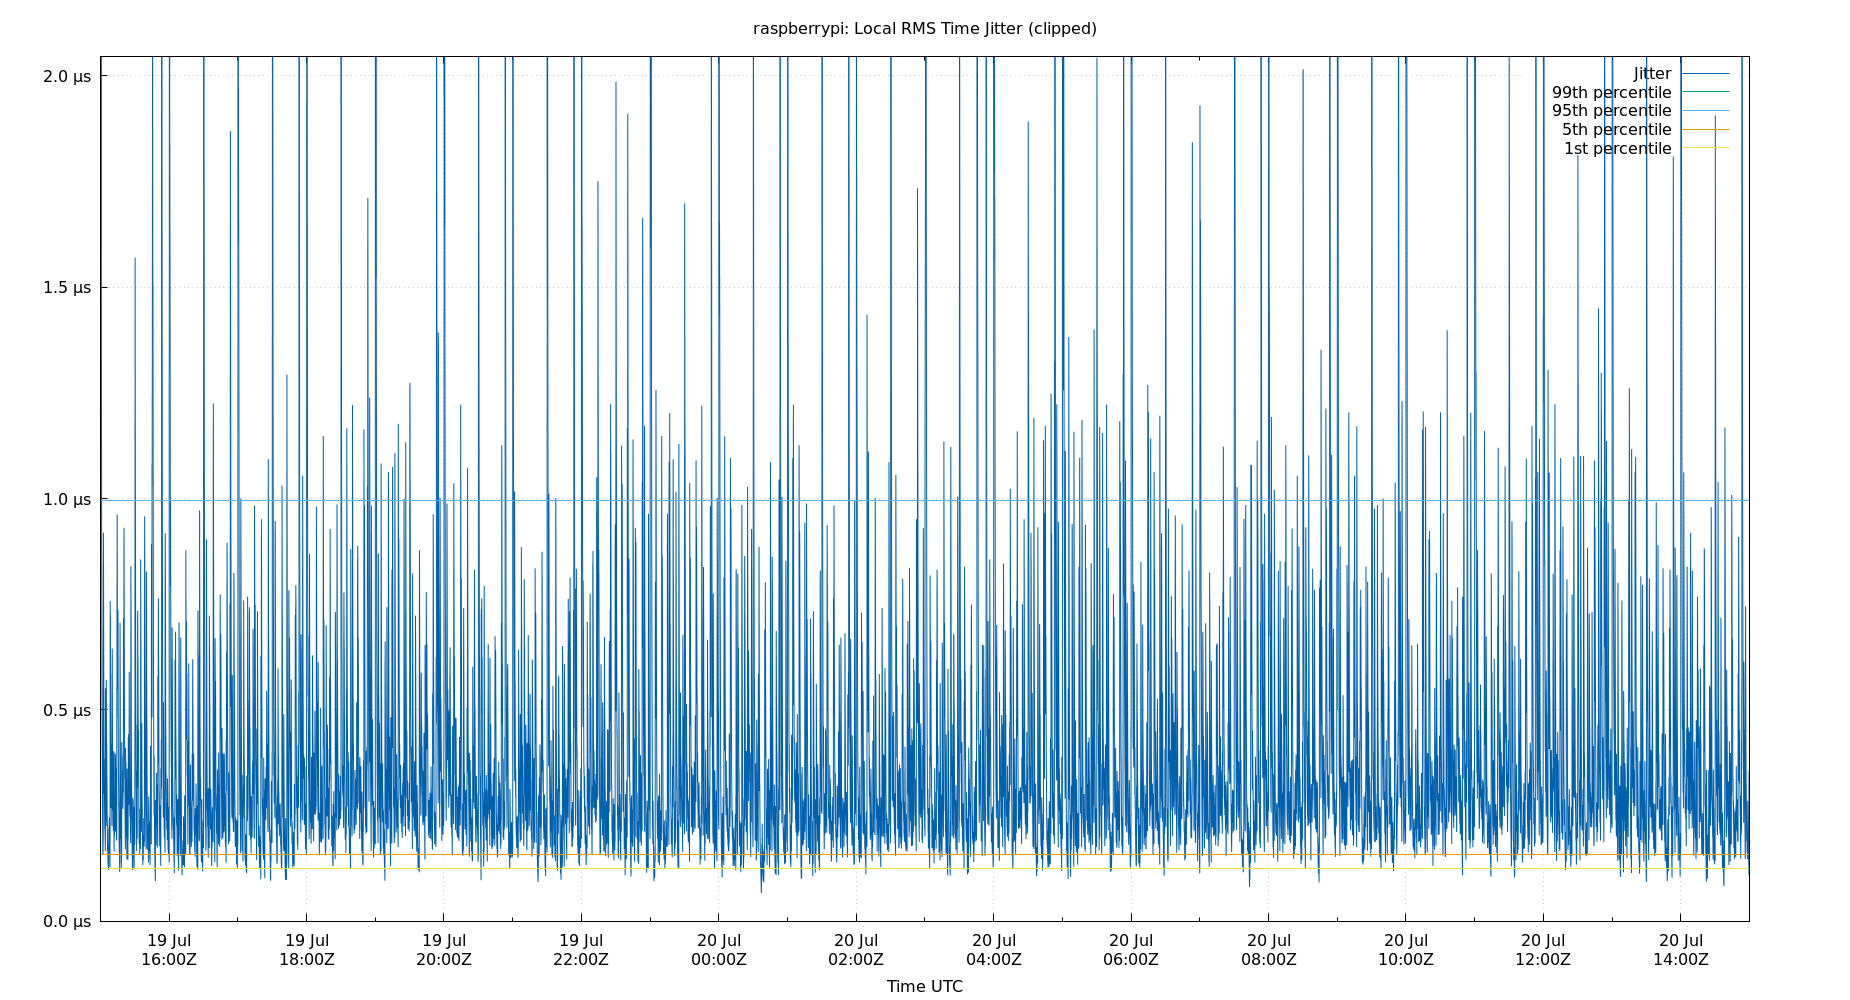 raspberrypi: Local RMS Time Jitter (clipped)
2.0 µs
1.5 µs
1.0 µs
0.5 µs
0.0 µs
Jitter
99th percentile
95th percentile
5th percentile
1st percentile
19 Jul 19 Jul 19 Jul 19 Jul 20 Jul 20 Jul 20 Jul 20 Jul 20 Jul 20 Jul 20 Jul 20 Jul
16:00Z 18:00Z 20:00Z 22:00Z 00:00Z 02:00Z 04:00Z 06:00Z 08:00Z 10:00Z 12:00Z 14:00Z
Time UTC